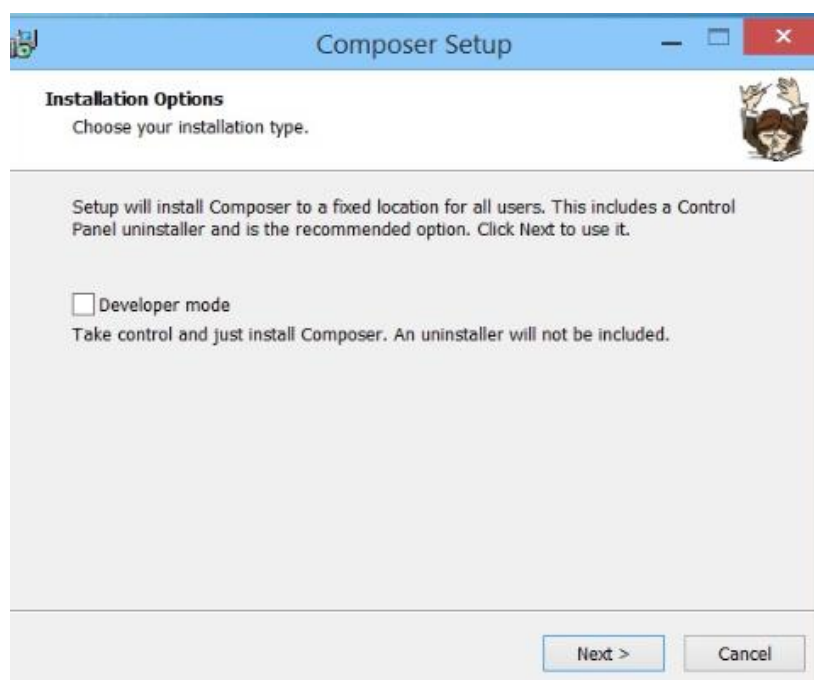 Composer Setup
Installation Options
Choose your installation type.
Setup will install Composer to a fixed location for all users. This includes a Control
Panel uninstaller and is the recommended option. Click Next to use it.
Developer mode
Take control and just install Composer. An uninstaller will not be included.
Next >
Cancel